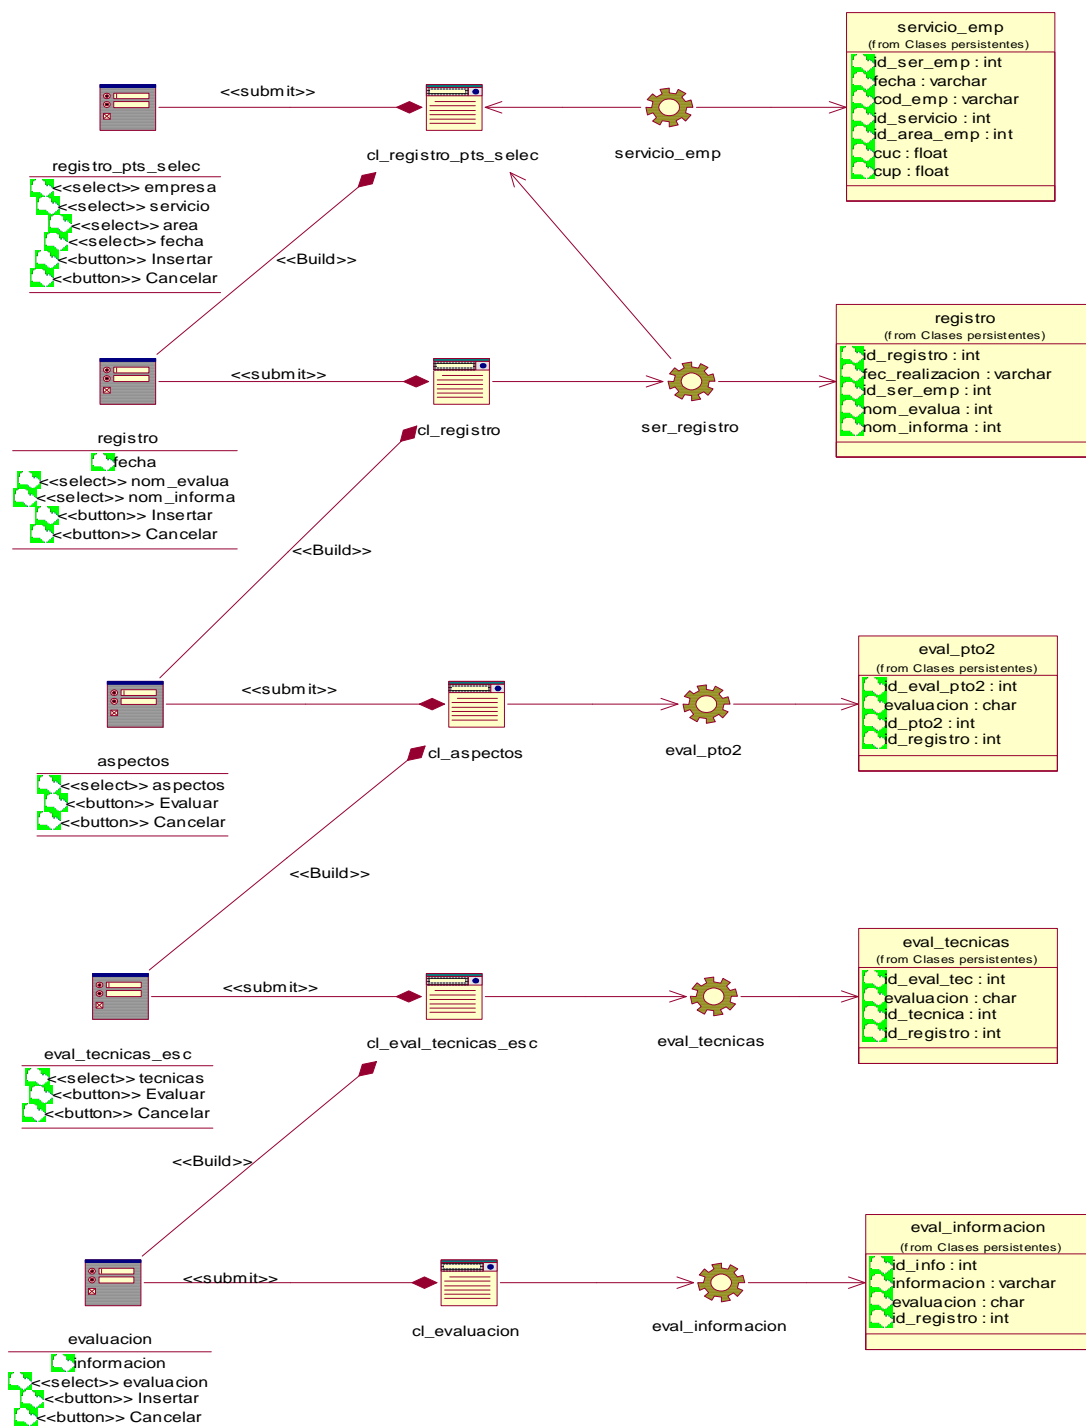 servicio_emp
(from Clases persistentes)
id_ser_emp : int
fecha : varchar
cod_emp : varchar
id_servicio : int
id_area_emp : int
cuc : float
cup : float
<<submit>>
registro_pts_selec
cl_registro_pts_selec
servicio_emp
<<select>> empresa
<<select>> servicio
<<select>> area
<<select>> fecha
<<button>> Insertar
<<button>> Cancelar
<<Build>>
registro
(from Clases persistentes)
id_registro : int
fec_realizacion : varchar
id_ser_emp : int
nom_evalua : int
nom_informa : int
<<submit>>
registro
cl_registro
ser_registro
fecha
<<select>> nom_evalua
<<select>> nom_informa
<<button>> Insertar
<<button>> Cancelar
<<Build>>
eval_pto2
(from Clases persistentes)
id_eval_pto2 : int
evaluacion : char
id_pto2 : int
id_registro : int
<<submit>>
aspectos
cl_aspectos
eval_pto2
<<select>> aspectos
<<button>> Evaluar
<<button>> Cancelar
<<Build>>
eval_tecnicas
(from Clases persistentes)
id_eval_tec : int
evaluacion : char
id_tecnica : int
id_registro : int
<<submit>>
eval_tecnicas_esc
cl_eval_tecnicas_esc
eval_tecnicas
<<select>> tecnicas
<<button>> Evaluar
<<button>> Cancelar
<<Build>>
eval_informacion
(from Clases persistentes)
id_info : int
informacion : varchar
evaluacion : char
id_registro : int
<<submit>>
evaluacion
cl_evaluacion
eval_informacion
informacion
<<select>> evaluacion
<<button>> Insertar
<<button>> Cancelar